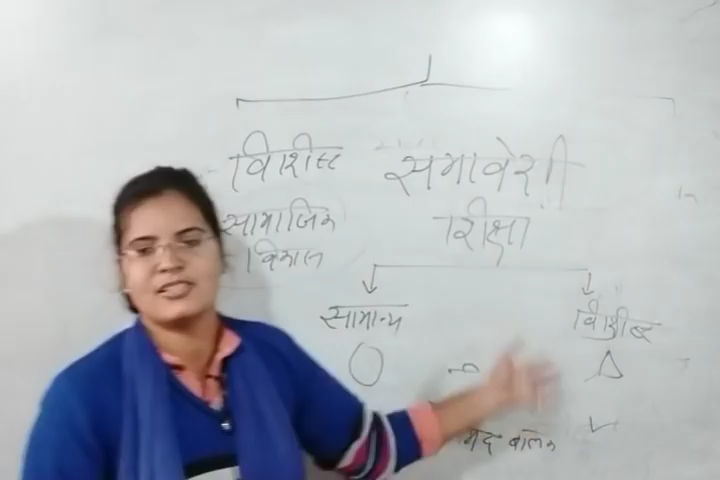 विशिष्ट समावेशी
सामाजिक शिक्षा
विकास
सामान्य विशिष्ट
मंद बालक